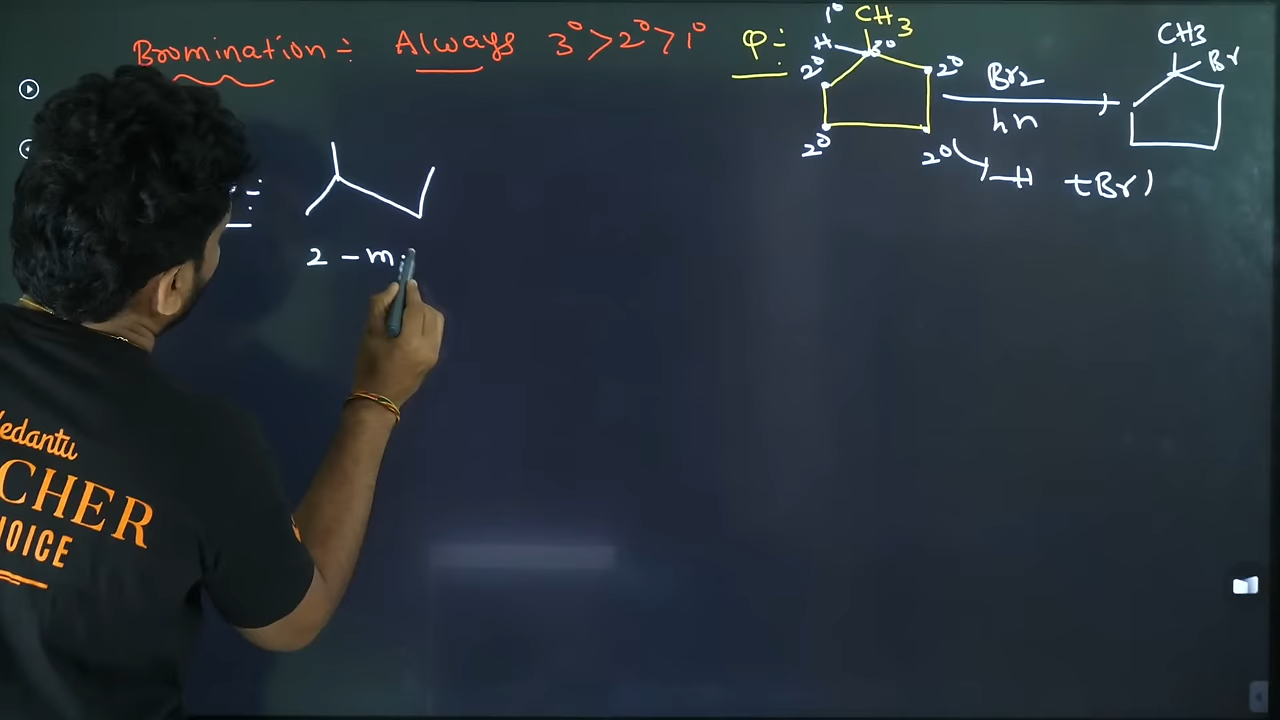 Bromination :- Always 3° > 2° > 1°
Q:-
1° CH3
H 3°
2° 2°
2° 2°
Br2
hν
CH3
Br
H + Br)
:-
2 - m
Vedantu
CHER
OICE